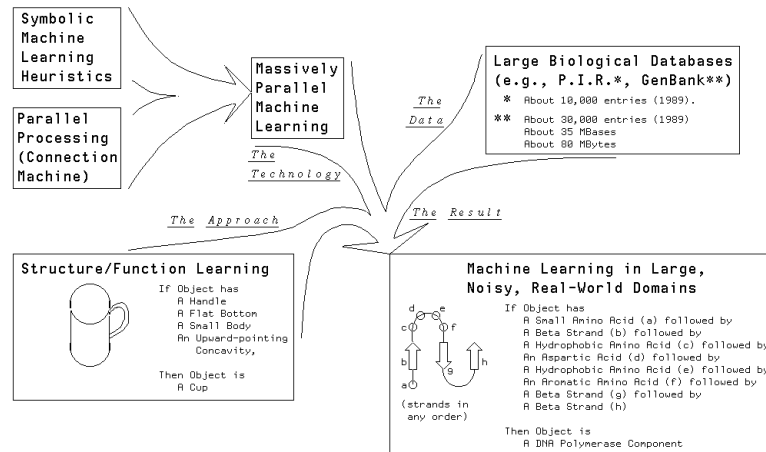 Symbolic
Machine
Learning
Heuristics
Parallel
Processing
(Connection
Machine)
Massively
Parallel
Machine
Learning
The
Technology
The
Data
Large Biological Databases
(e.g., P.I.R.*, GenBank**)
* About 10,000 entries (1989).
** About 30,000 entries (1989)
About 35 MBases
About 80 MBytes
The Approach
The Result
Structure/Function Learning
If Object has
A Handle
A Flat Bottom
A Small Body
An Upward-pointing
Concavity,
Then Object is
A Cup
Machine Learning in Large,
Noisy, Real-World Domains
d e
c f
b g h
a
(strands in
any order)
If Object has
A Small Amino Acid (a) followed by
A Beta Strand (b) followed by
A Hydrophobic Amino Acid (c) followed by
An Aspartic Acid (d) followed by
A Hydrophobic Amino Acid (e) followed by
An Aromatic Amino Acid (f) followed by
A Beta Strand (g) followed by
A Beta Strand (h)
Then Object is
A DNA Polymerase Component